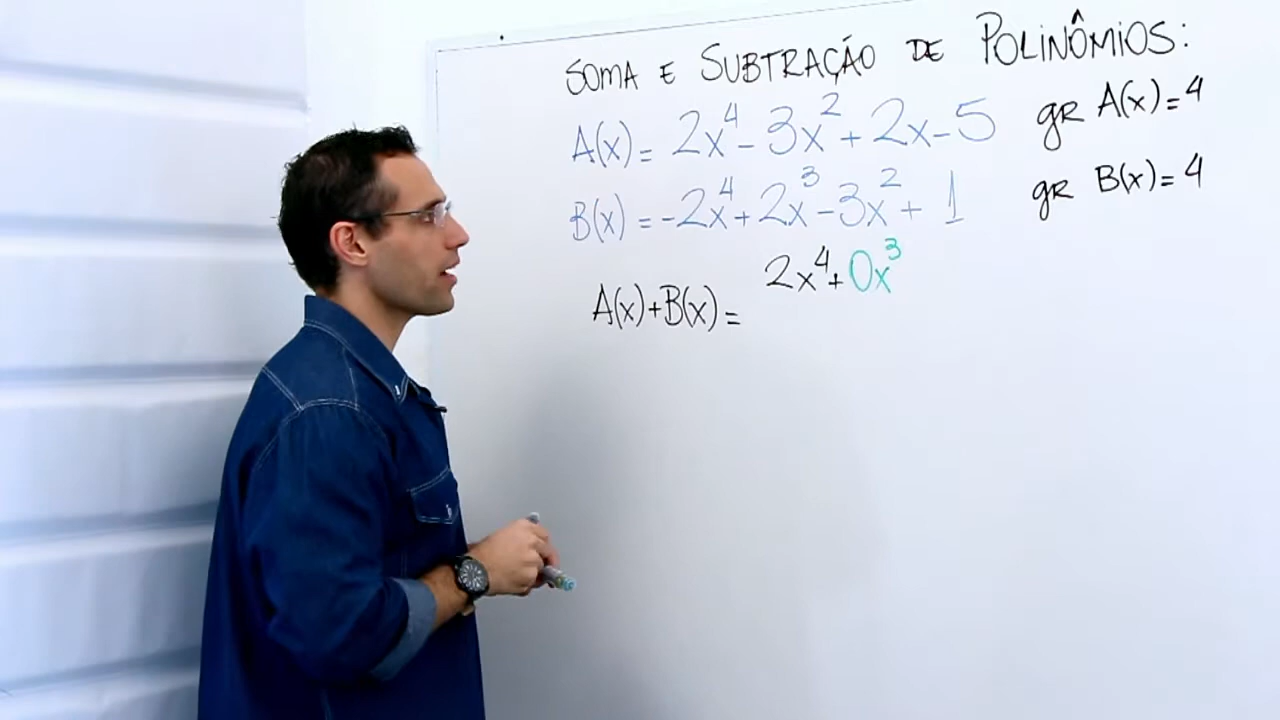 SOMA E SUBTRAÇÃO DE POLINÔMIOS:
A(x) = 2x⁴ - 3x² + 2x - 5 gr A(x) = 4
B(x) = -2x⁴ + 2x³ - 3x² + 1 gr B(x) = 4
2x⁴ + 0x³
A(x) + B(x) =